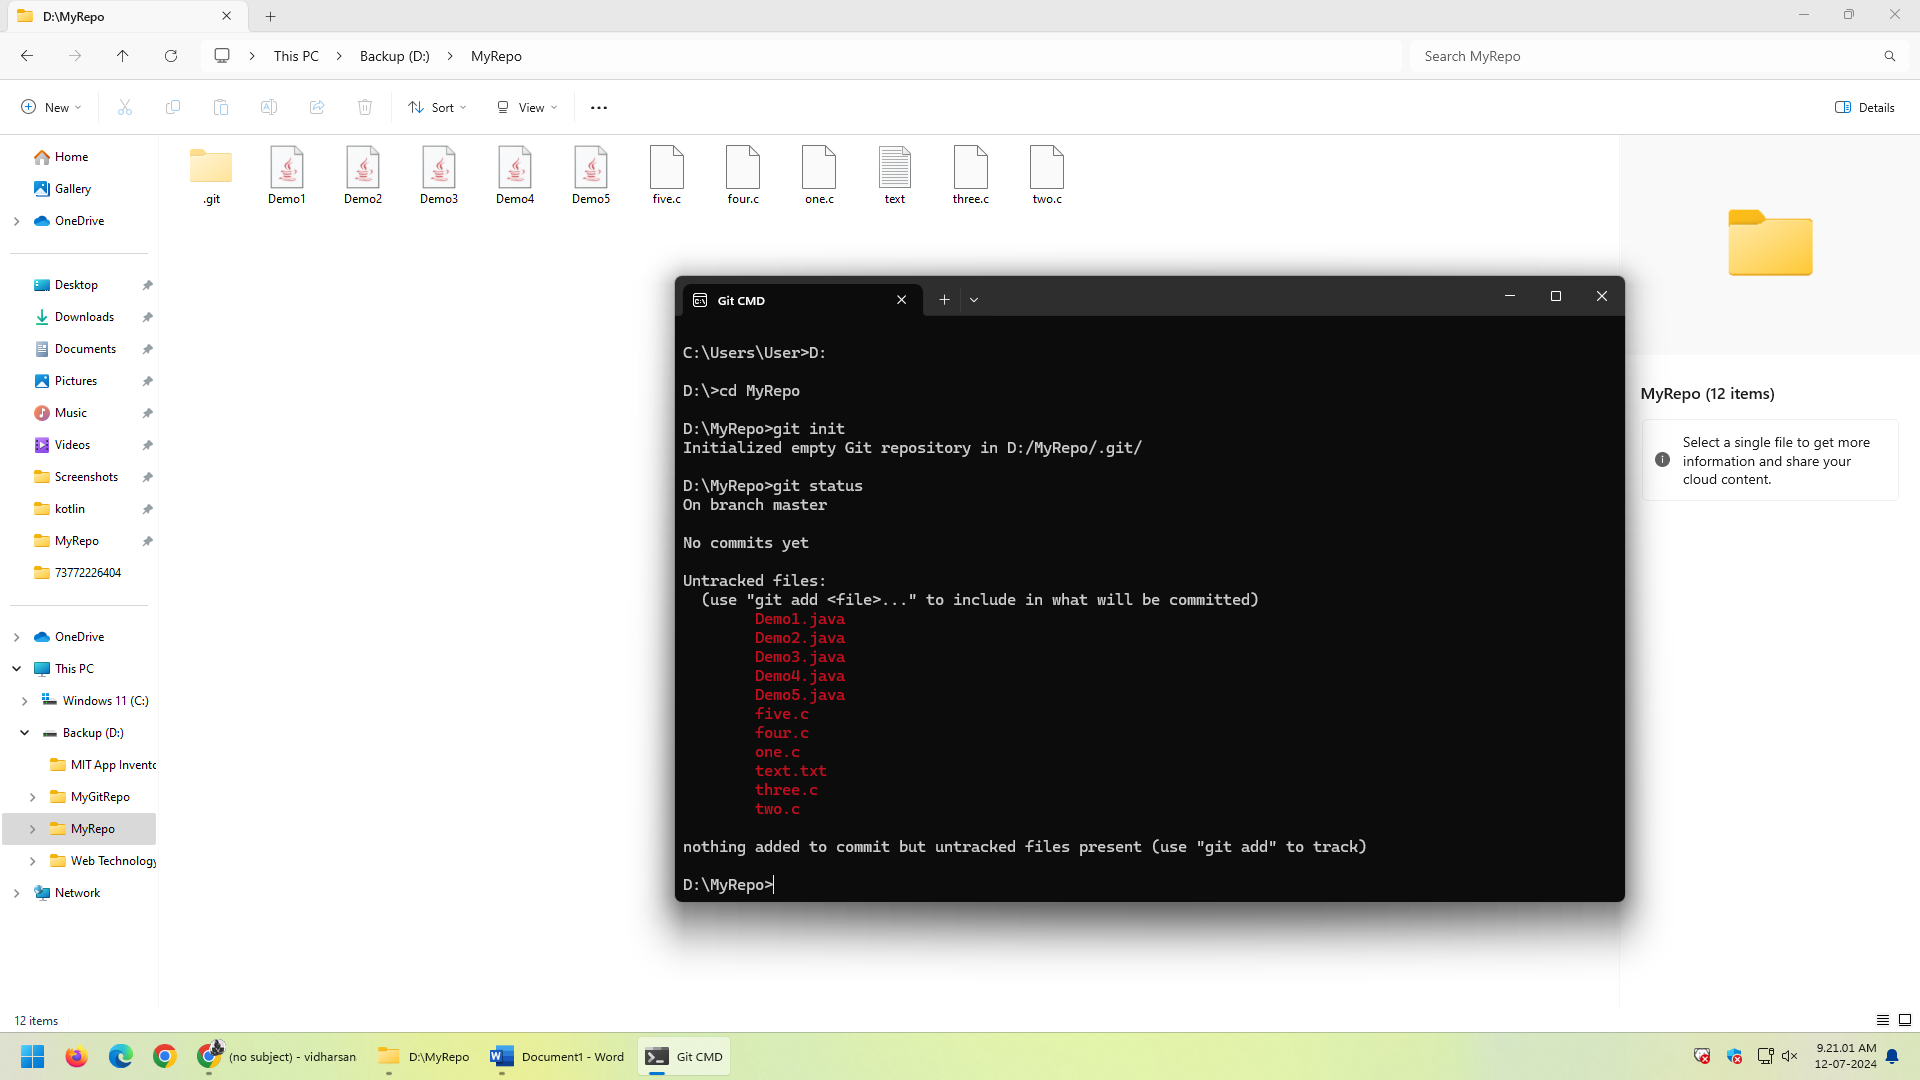 D:\MyRepo
This PC
Backup (D:)
MyRepo
Search MyRepo
New
Sort
View
Details
Home
Gallery
OneDrive
Desktop
Downloads
Documents
Pictures
Music
Videos
Screenshots
kotlin
MyRepo
73772226404
OneDrive
This PC
Windows 11 (C:)
Backup (D:)
MIT App Invento
MyGitRepo
MyRepo
Web Technology
Network
.git
Demo1
Demo2
Demo3
Demo4
Demo5
five.c
four.c
one.c
text
three.c
two.c
Git CMD
C:\Users\User>D:
D:\>cd MyRepo
D:\MyRepo>git init
Initialized empty Git repository in D:/MyRepo/.git/
D:\MyRepo>git status
On branch master
No commits yet
Untracked files:
(use "git add <file>..." to include in what will be committed)
Demo1.java
Demo2.java
Demo3.java
Demo4.java
Demo5.java
five.c
four.c
one.c
text.txt
three.c
two.c
nothing added to commit but untracked files present (use "git add" to track)
D:\MyRepo>
MyRepo (12 items)
Select a single file to get more
information and share your
cloud content.
12 items
(no subject) - vidharsan
D:\MyRepo
Document1 - Word
Git CMD
9.21.01 AM
12-07-2024